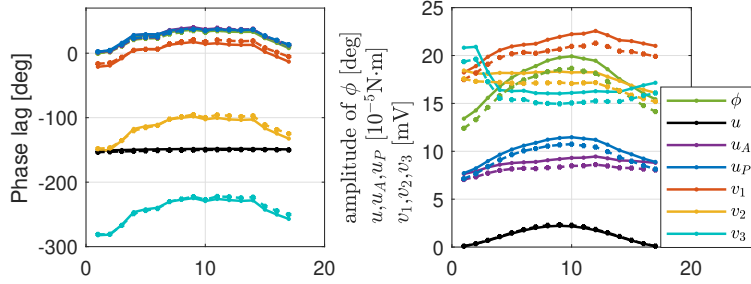 0
-100
-200
-300
Phase lag [deg]
0
10
20
amplitude of ϕ [deg]
u,u_A,u_P [10^{-5}N·m]
v_1,v_2,v_3 [mV]
25
20
15
10
5
0
0
10
20
ϕ
u
u_A
u_P
v_1
v_2
v_3